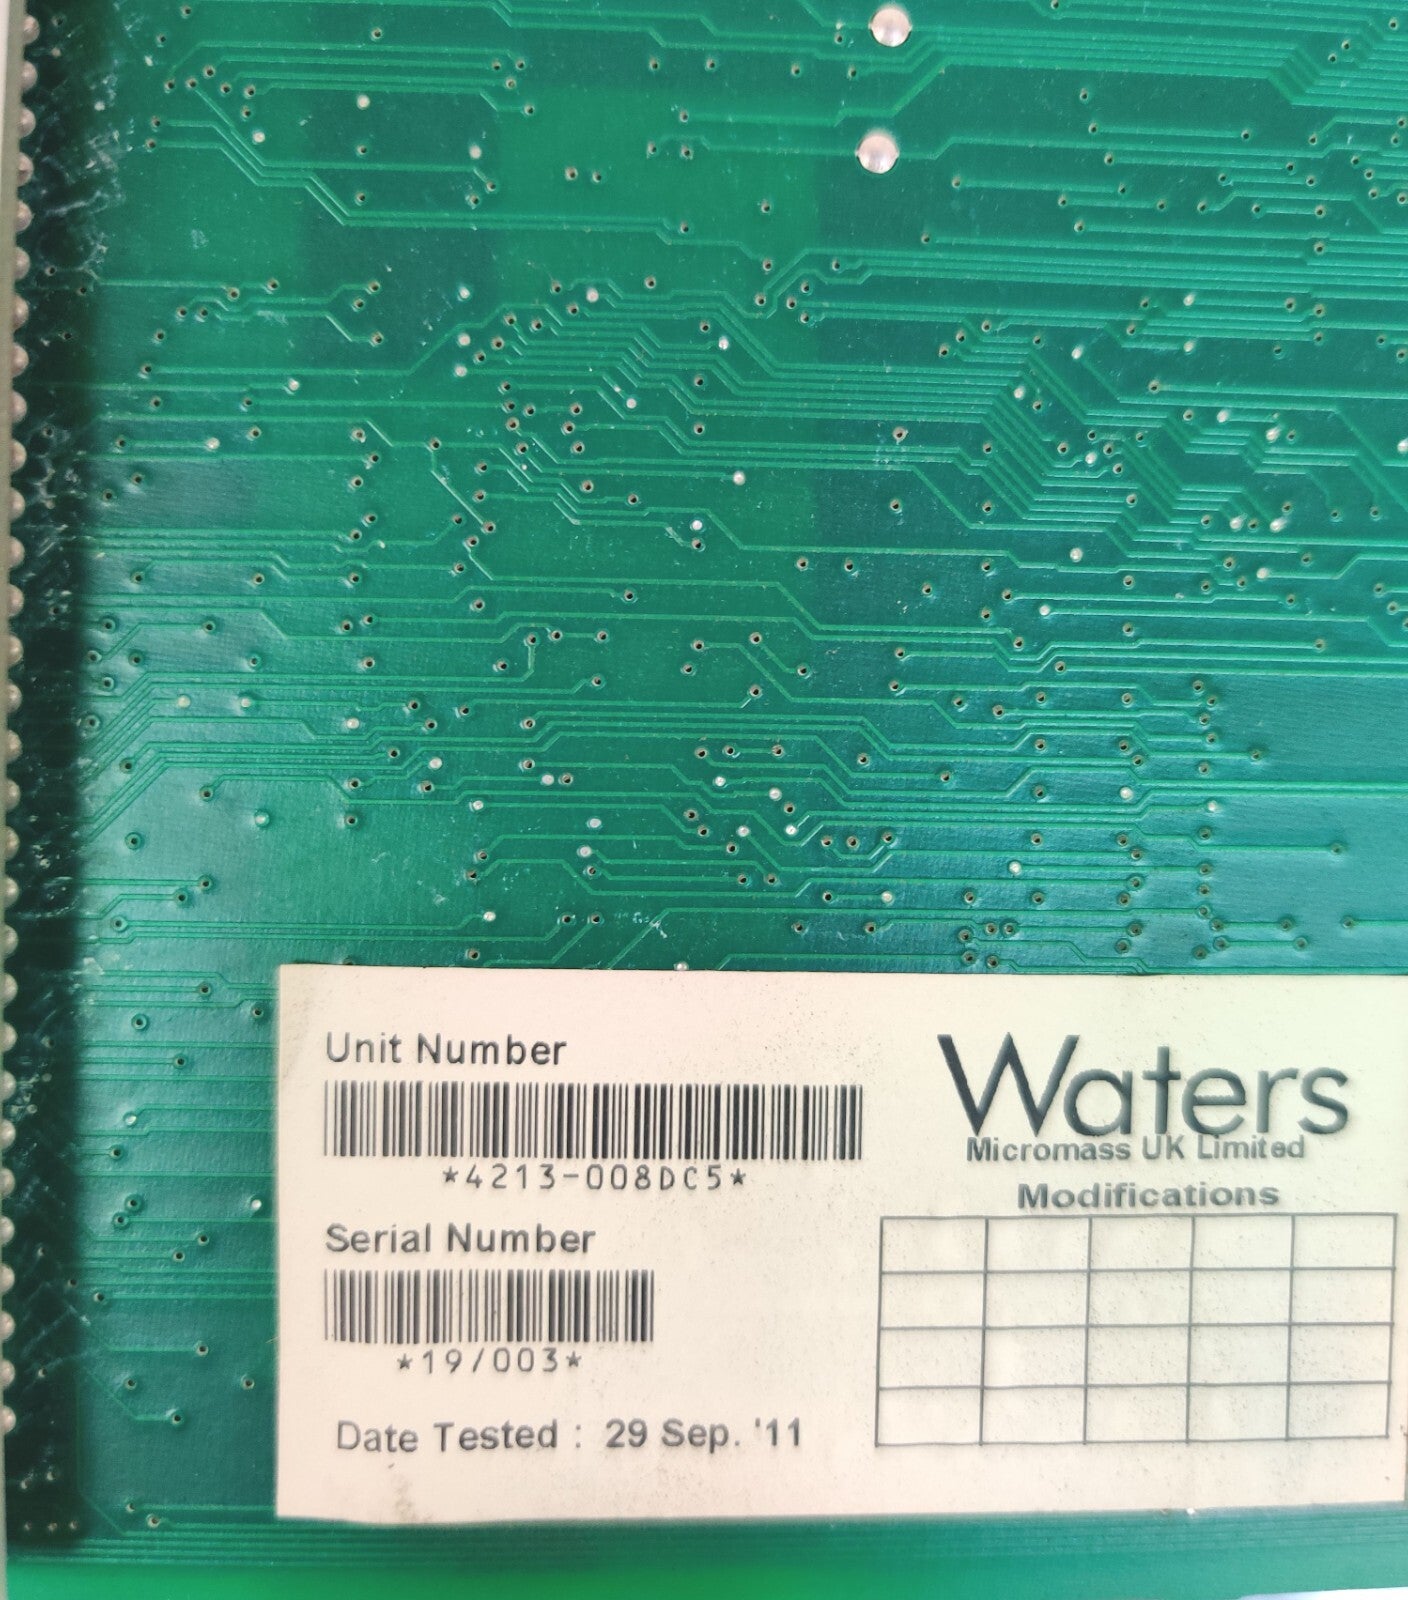 Unit Number
*4213-008DC5*
Serial Number
*19/003*
Date Tested : 29 Sep. '11
Waters
Micromass UK Limited
Modifications